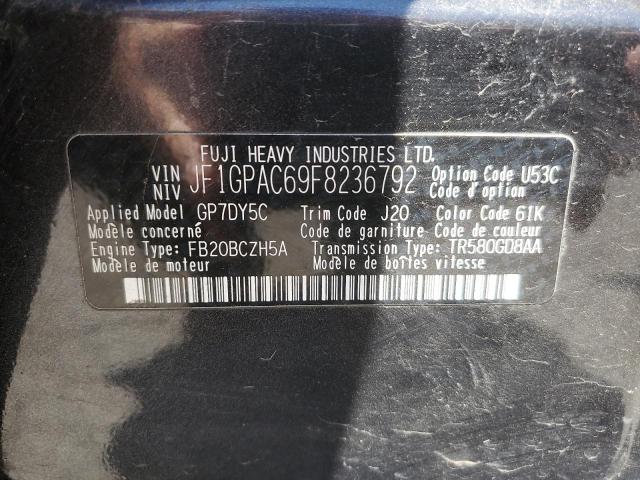 FUJI HEAVY INDUSTRIES LTD.
VIN NIV JF1GPAC69F8236792 Option Code U53C
Code d'option
Applied Model GP7DY5C Trim Code J20 Color Code 61K
Modèle concerné Code de garniture Code de couleur
Engine Type: FB20BCZH5A Transmission Type: TR580GD8AA
Modèle de moteur Modèle de boîtes vitesse